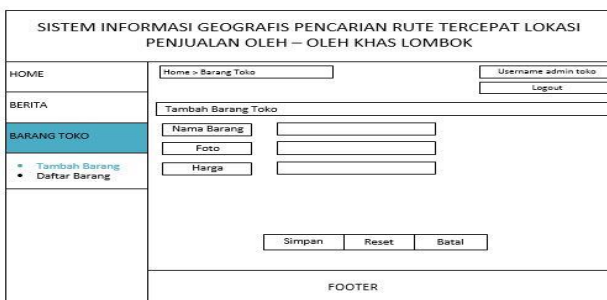 SISTEM INFORMASI GEOGRAFIS PENCARIAN RUTE TERCEPAT LOKASI
PENJUALAN OLEH – OLEH KHAS LOMBOK
HOME
BERITA
BARANG TOKO
• Tambah Barang
• Daftar Barang
Home > Barang Toko
Username admin toko
Logout
Tambah Barang Toko
Nama Barang
Foto
Harga
Simpan Reset Batal
FOOTER